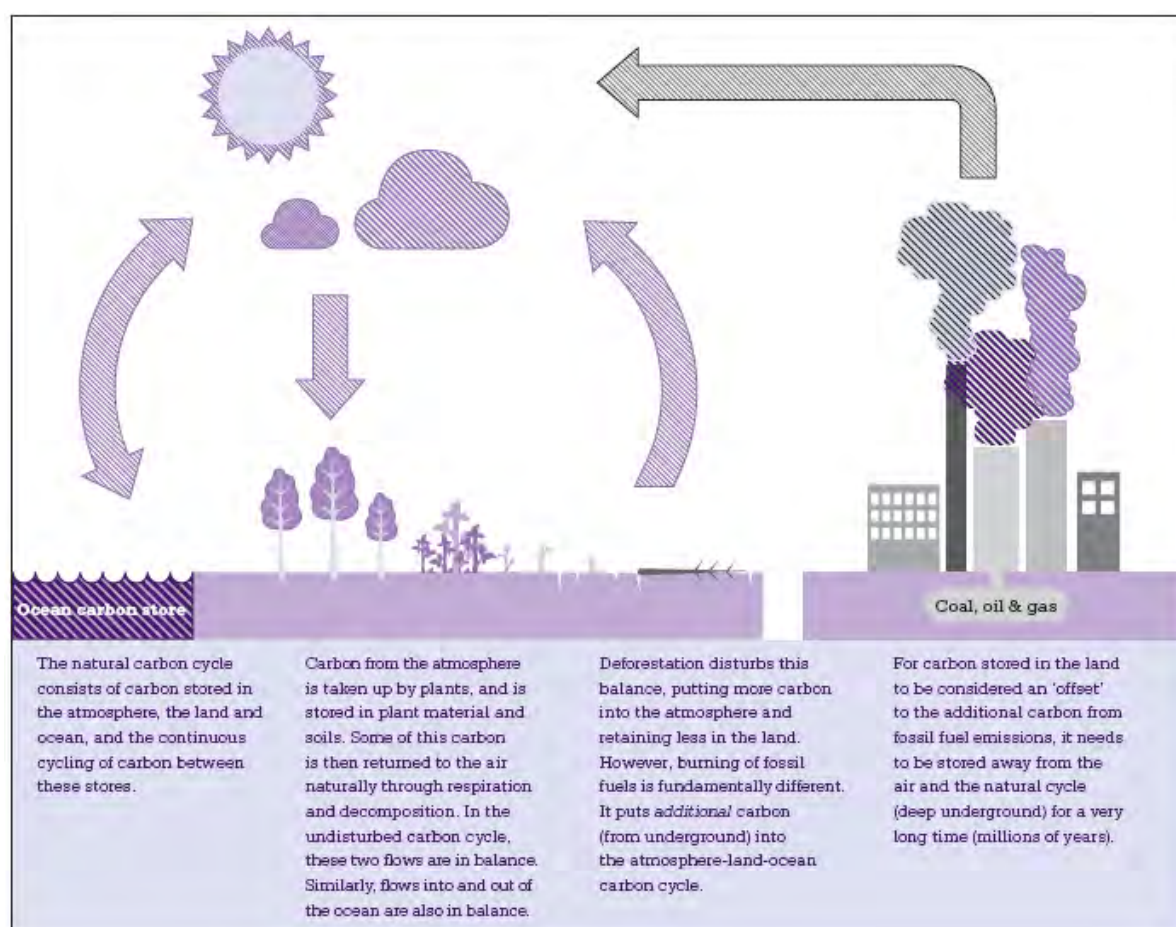 Ocean carbon store
Coal, oil & gas
The natural carbon cycle
consists of carbon stored in
the atmosphere, the land and
ocean, and the continuous
cycling of carbon between
these stores.
Carbon from the atmosphere
is taken up by plants, and is
stored in plant material and
soils. Some of this carbon
is then returned to the air
naturally through respiration
and decomposition. In the
undisturbed carbon cycle,
these two flows are in balance.
Similarly, flows into and out of
the ocean are also in balance.
Deforestation disturbs this
balance, putting more carbon
into the atmosphere and
retaining less in the land.
However, burning of fossil
fuels is fundamentally different.
It puts additional carbon
(from underground) into
the atmosphere-land-ocean
carbon cycle.
For carbon stored in the land
to be considered an 'offset'
to the additional carbon from
fossil fuel emissions, it needs
to be stored away from the
air and the natural cycle
(deep underground) for a very
long time (millions of years).